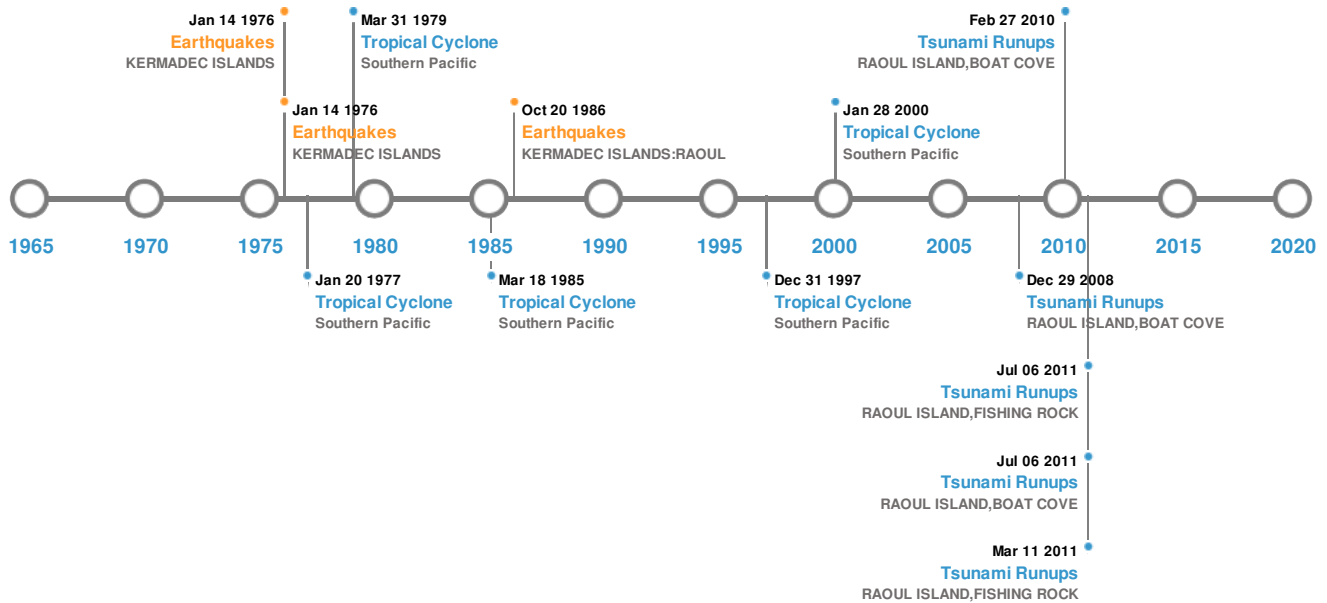 Jan 14 1976
Earthquakes
KERMADEC ISLANDS
Mar 31 1979
Tropical Cyclone
Southern Pacific
Feb 27 2010
Tsunami Runups
RAOUL ISLAND,BOAT COVE
Jan 14 1976
Earthquakes
KERMADEC ISLANDS
Oct 20 1986
Earthquakes
KERMADEC ISLANDS:RAOUL
Jan 28 2000
Tropical Cyclone
Southern Pacific
1965 1970 1975 1980 1985 1990 1995 2000 2005 2010 2015 2020
Jan 20 1977
Tropical Cyclone
Southern Pacific
Mar 18 1985
Tropical Cyclone
Southern Pacific
Dec 31 1997
Tropical Cyclone
Southern Pacific
Dec 29 2008
Tsunami Runups
RAOUL ISLAND,BOAT COVE
Jul 06 2011
Tsunami Runups
RAOUL ISLAND,FISHING ROCK
Jul 06 2011
Tsunami Runups
RAOUL ISLAND,BOAT COVE
Mar 11 2011
Tsunami Runups
RAOUL ISLAND,FISHING ROCK